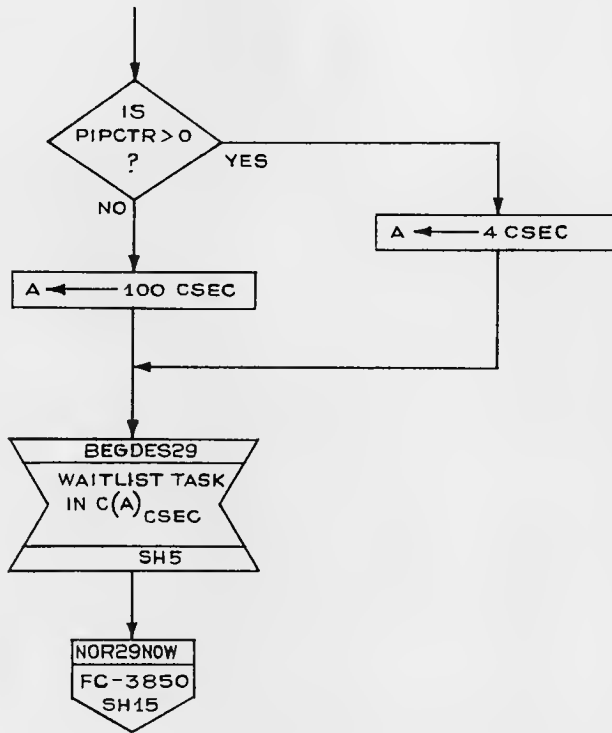 IS
PIPCTR > 0
?
YES
NO
A ← 4 CSEC
A ← 100 CSEC
BEGDES29
WAITLIST TASK
IN C(A) CSEC
SH5
NOR29NOW
FC-3850
SH15